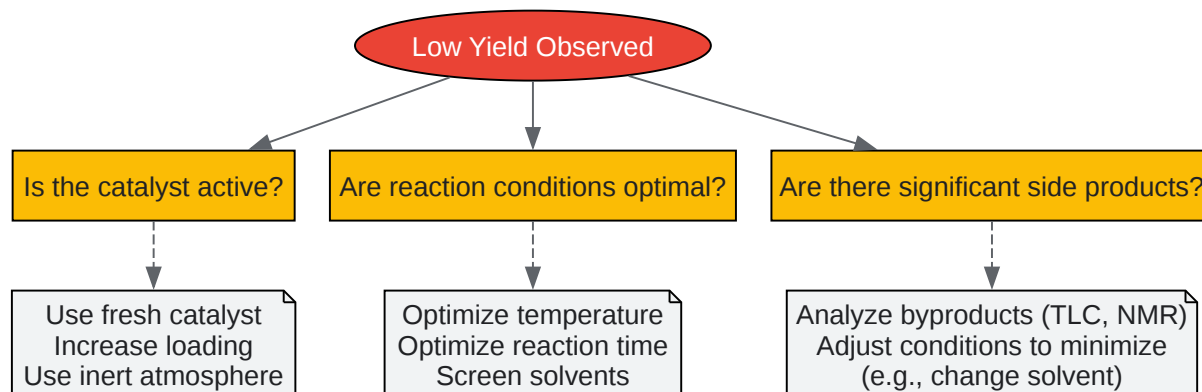 Low Yield Observed
Is the catalyst active?
Are reaction conditions optimal?
Are there significant side products?
Use fresh catalyst
Increase loading
Use inert atmosphere
Optimize temperature
Optimize reaction time
Screen solvents
Analyze byproducts (TLC, NMR)
Adjust conditions to minimize
(e.g., change solvent)